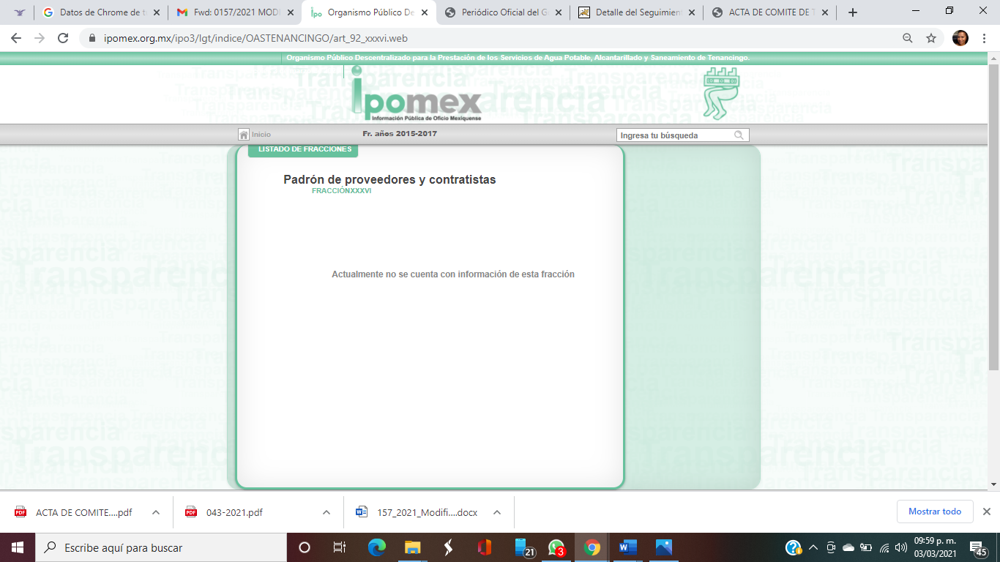 Datos de Chrome de t
Fwd: 0157/2021 MODI
Organismo Público De
Periódico Oficial del G
Detalle del Seguimien
ACTA DE COMITE DE T
ipomex.org.mx/ipo3/lgt/indice/OASTENANCINGO/art_92_xxxvi.web
Organismo Público Descentralizado para la Prestación de los Servicios de Agua Potable, Alcantarillado y Saneamiento de Tenancingo.
Transparencia
ipomex
Información Pública de Oficio Mexiquense
Inicio
Fr. años 2015-2017
Ingresa tu búsqueda
LISTADO DE FRACCIONES
Padrón de proveedores y contratistas
FRACCIÓNXXXVI
Actualmente no se cuenta con información de esta fracción
ACTA DE COMITE....pdf
043-2021.pdf
157_2021_Modifi....docx
Mostrar todo
Escribe aquí para buscar
21
3
09:59 p. m.
03/03/2021
45